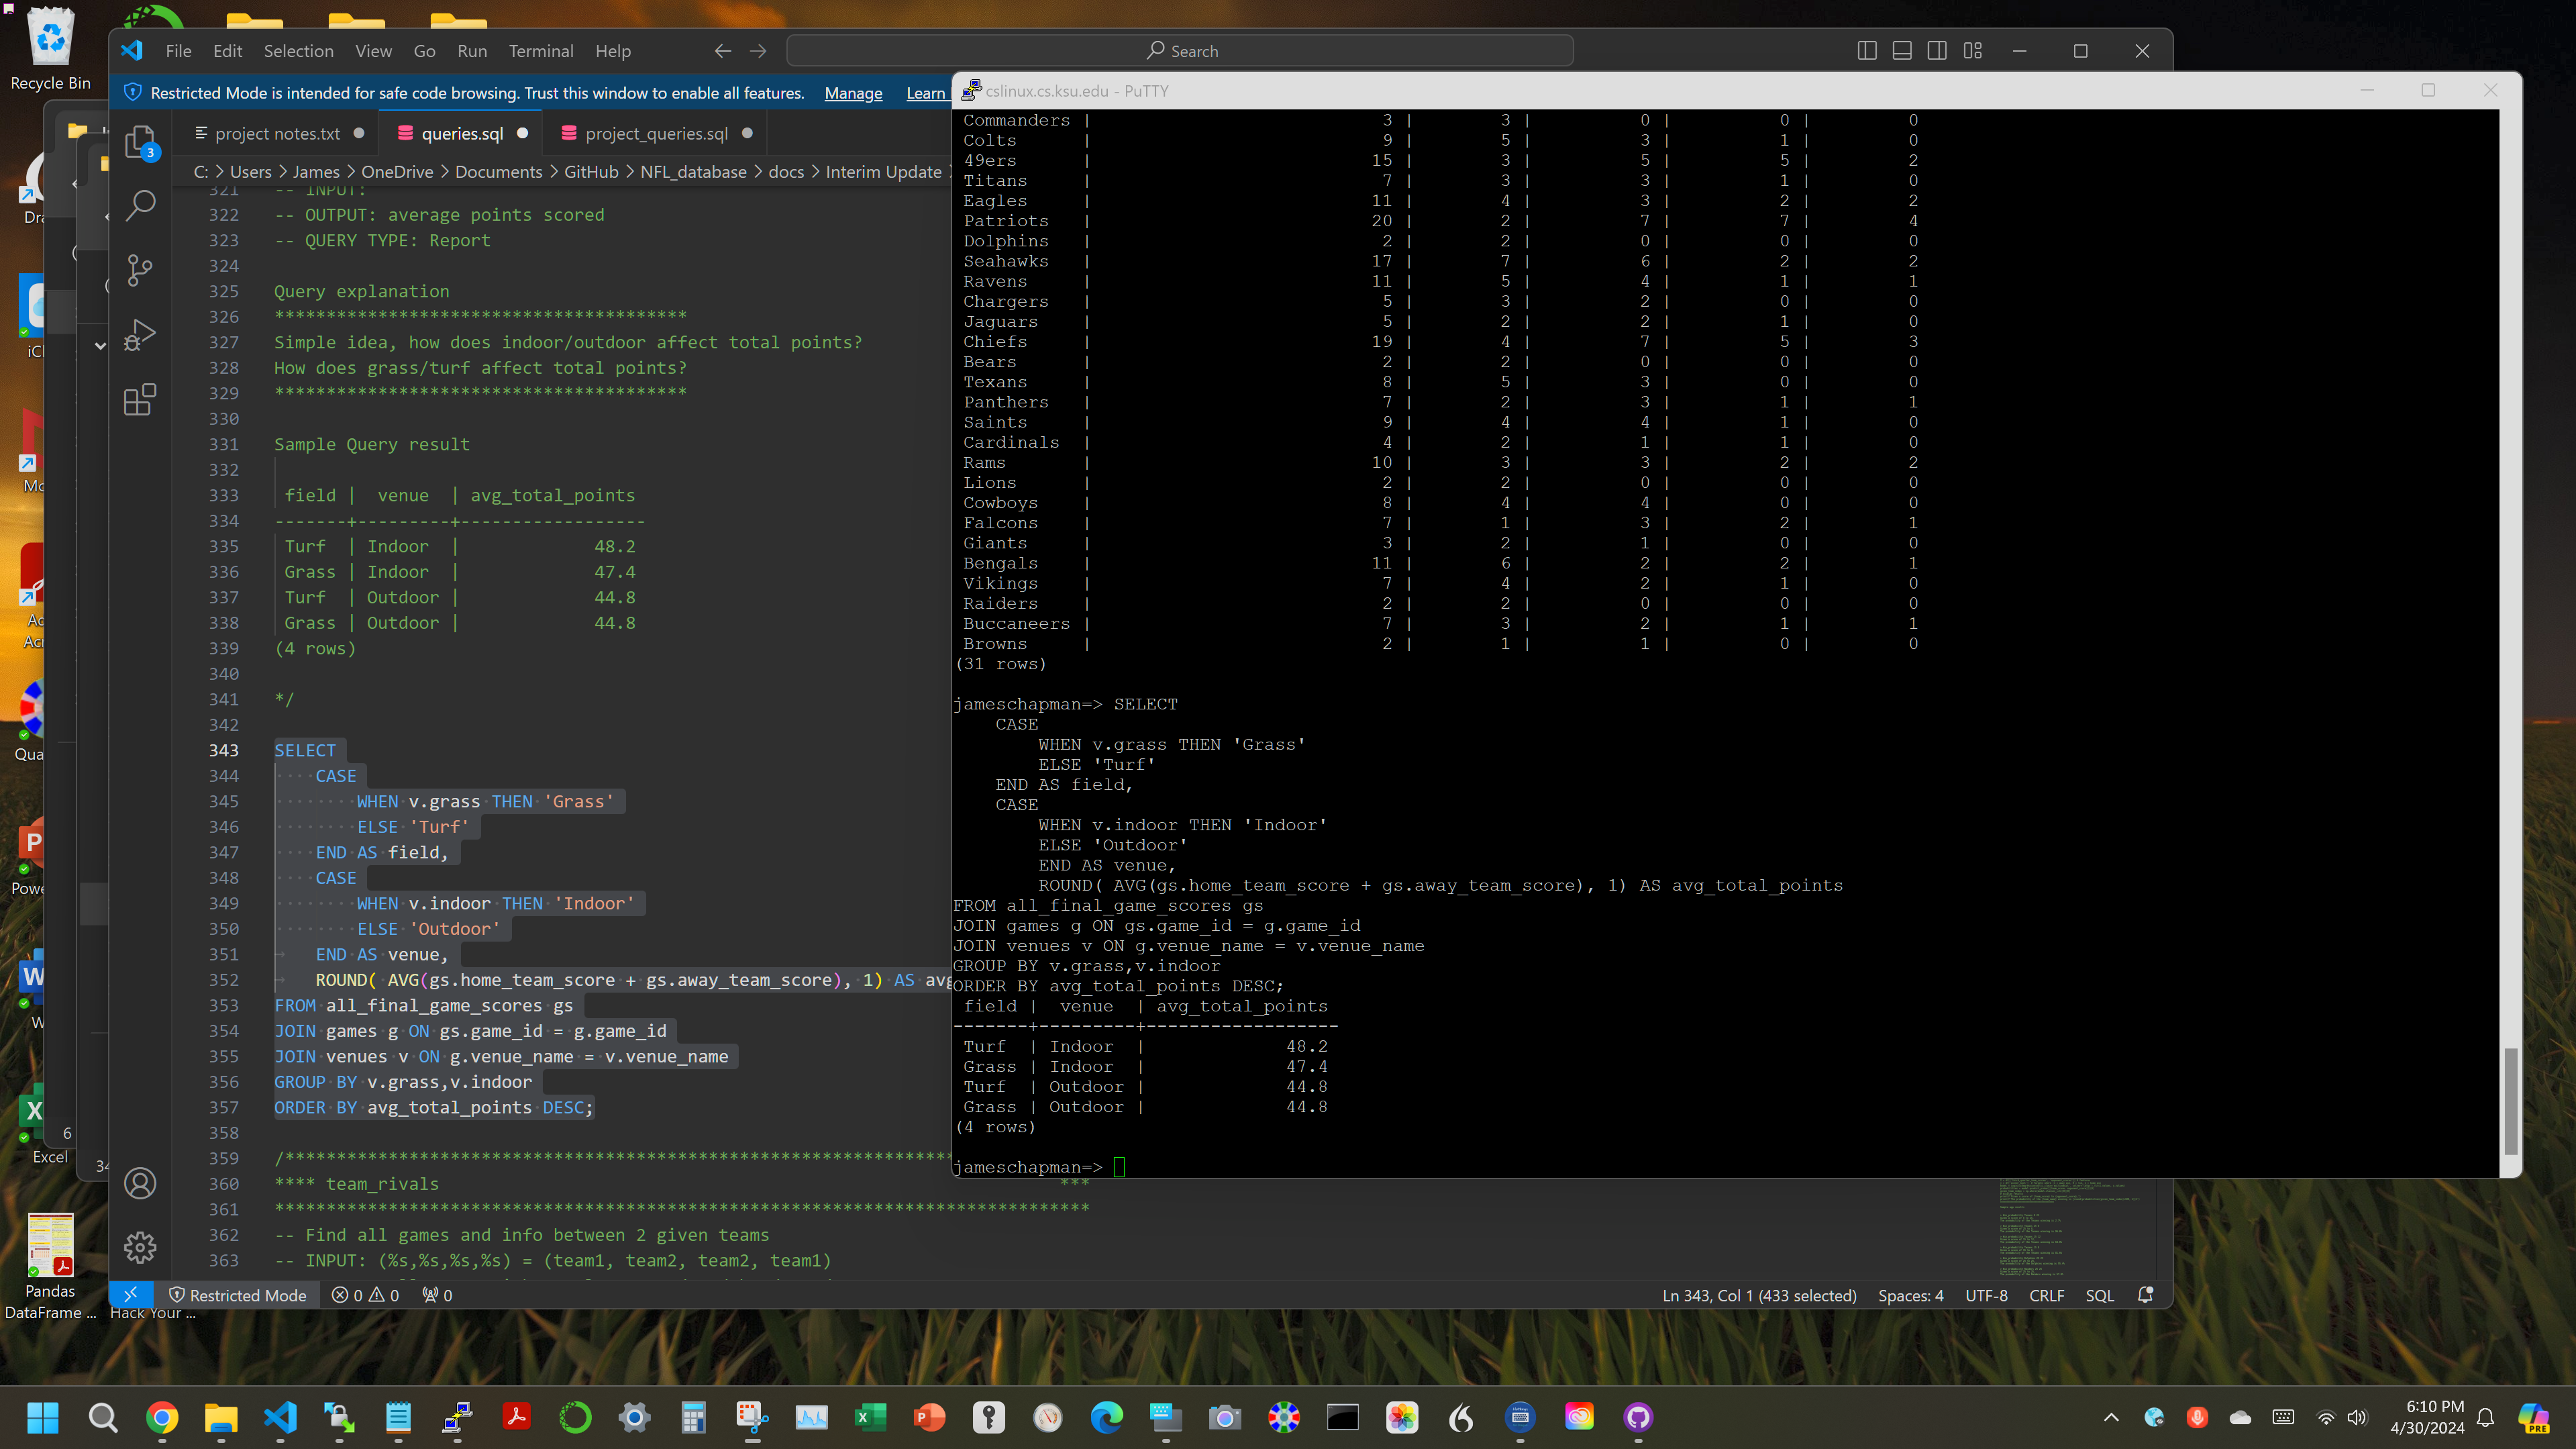 Recycle Bin
File Edit Selection View Go Run Terminal Help
Search
Restricted Mode is intended for safe code browsing. Trust this window to enable all features. Manage Learn
project notes.txt
queries.sql
project_queries.sql
C: > Users > James > OneDrive > Documents > GitHub > NFL_database > docs > Interim Update
321 -- INPUT:
322 -- OUTPUT: average points scored
323 -- QUERY TYPE: Report
324
325 Query explanation
326 ****************************************
327 Simple idea, how does indoor/outdoor affect total points?
328 How does grass/turf affect total points?
329 ****************************************
330
331 Sample Query result
332
333 field | venue | avg_total_points
334 -------+---------+------------------
335 Turf | Indoor | 48.2
336 Grass | Indoor | 47.4
337 Turf | Outdoor | 44.8
338 Grass | Outdoor | 44.8
339 (4 rows)
340
341 */
342
343 SELECT
344 CASE
345 WHEN v.grass THEN 'Grass'
346 ELSE 'Turf'
347 END AS field,
348 CASE
349 WHEN v.indoor THEN 'Indoor'
350 ELSE 'Outdoor'
351 END AS venue,
352 ROUND( AVG(gs.home_team_score + gs.away_team_score), 1) AS avg
353 FROM all_final_game_scores gs
354 JOIN games g ON gs.game_id = g.game_id
355 JOIN venues v ON g.venue_name = v.venue_name
356 GROUP BY v.grass,v.indoor
357 ORDER BY avg_total_points DESC;
358
359 /*****************************************************************
360 **** team_rivals ***
361 *******************************************************************************
362 -- Find all games and info between 2 given teams
363 -- INPUT: (%s,%s,%s,%s) = (team1, team2, team2, team1)
Restricted Mode 0 0 0
Ln 343, Col 1 (433 selected) Spaces: 4 UTF-8 CRLF SQL
cslinux.cs.ksu.edu - PuTTY
Commanders | 3 | 3 | 0 | 0 | 0
Colts | 9 | 5 | 3 | 1 | 0
49ers | 15 | 3 | 5 | 5 | 2
Titans | 7 | 3 | 3 | 1 | 0
Eagles | 11 | 4 | 3 | 2 | 2
Patriots | 20 | 2 | 7 | 7 | 4
Dolphins | 2 | 2 | 0 | 0 | 0
Seahawks | 17 | 7 | 6 | 2 | 2
Ravens | 11 | 5 | 4 | 1 | 1
Chargers | 5 | 3 | 2 | 0 | 0
Jaguars | 5 | 2 | 2 | 1 | 0
Chiefs | 19 | 4 | 7 | 5 | 3
Bears | 2 | 2 | 0 | 0 | 0
Texans | 8 | 5 | 3 | 0 | 0
Panthers | 7 | 2 | 3 | 1 | 1
Saints | 9 | 4 | 4 | 1 | 0
Cardinals | 4 | 2 | 1 | 1 | 0
Rams | 10 | 3 | 3 | 2 | 2
Lions | 2 | 2 | 0 | 0 | 0
Cowboys | 8 | 4 | 4 | 0 | 0
Falcons | 7 | 1 | 3 | 2 | 1
Giants | 3 | 2 | 1 | 0 | 0
Bengals | 11 | 6 | 2 | 2 | 1
Vikings | 7 | 4 | 2 | 1 | 0
Raiders | 2 | 2 | 0 | 0 | 0
Buccaneers | 7 | 3 | 2 | 1 | 1
Browns | 2 | 1 | 1 | 0 | 0
(31 rows)
jameschapman=> SELECT
CASE
WHEN v.grass THEN 'Grass'
ELSE 'Turf'
END AS field,
CASE
WHEN v.indoor THEN 'Indoor'
ELSE 'Outdoor'
END AS venue,
ROUND( AVG(gs.home_team_score + gs.away_team_score), 1) AS avg_total_points
FROM all_final_game_scores gs
JOIN games g ON gs.game_id = g.game_id
JOIN venues v ON g.venue_name = v.venue_name
GROUP BY v.grass,v.indoor
ORDER BY avg_total_points DESC;
field | venue | avg_total_points
-------+---------+------------------
Turf | Indoor | 48.2
Grass | Indoor | 47.4
Turf | Outdoor | 44.8
Grass | Outdoor | 44.8
(4 rows)
jameschapman=>
Excel
Pandas
DataFrame ...
Hack Your ...
6:10 PM
4/30/2024